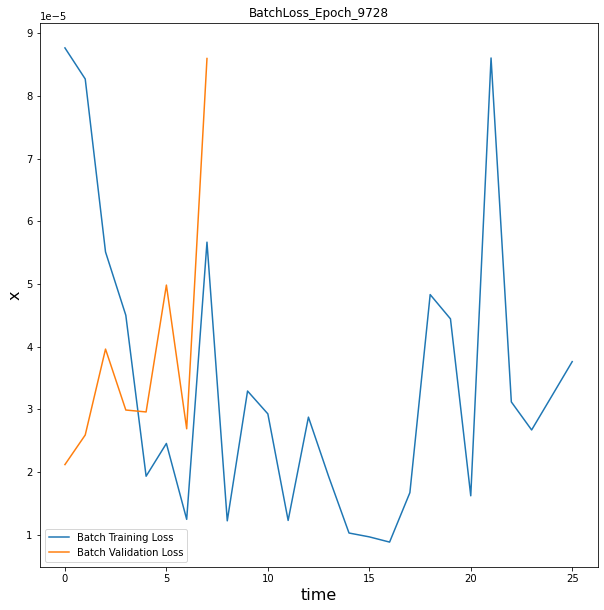 BatchLoss_Epoch_9728
1e−5
9
8
7
6
5
4
3
2
1
x
0 5 10 15 20 25
time
Batch Training Loss
Batch Validation Loss